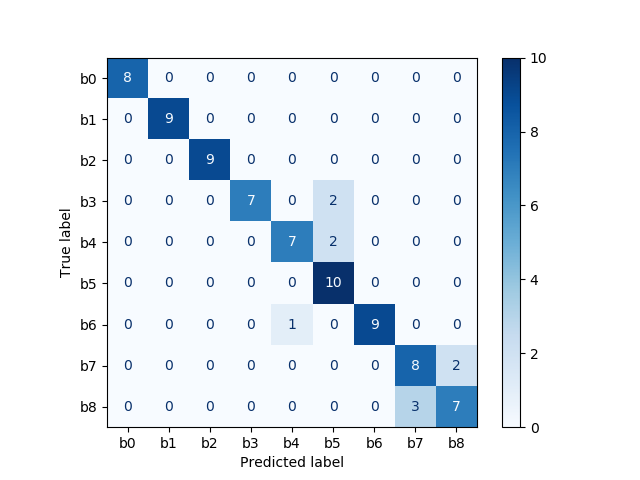 b0 8 0 0 0 0 0 0 0 0
b1 0 9 0 0 0 0 0 0 0
b2 0 0 9 0 0 0 0 0 0
b3 0 0 0 7 0 2 0 0 0
b4 0 0 0 0 7 2 0 0 0
b5 0 0 0 0 0 10 0 0 0
b6 0 0 0 0 1 0 9 0 0
b7 0 0 0 0 0 0 0 8 2
b8 0 0 0 0 0 0 0 3 7
b0 b1 b2 b3 b4 b5 b6 b7 b8
Predicted label
True label
10
8
6
4
2
0